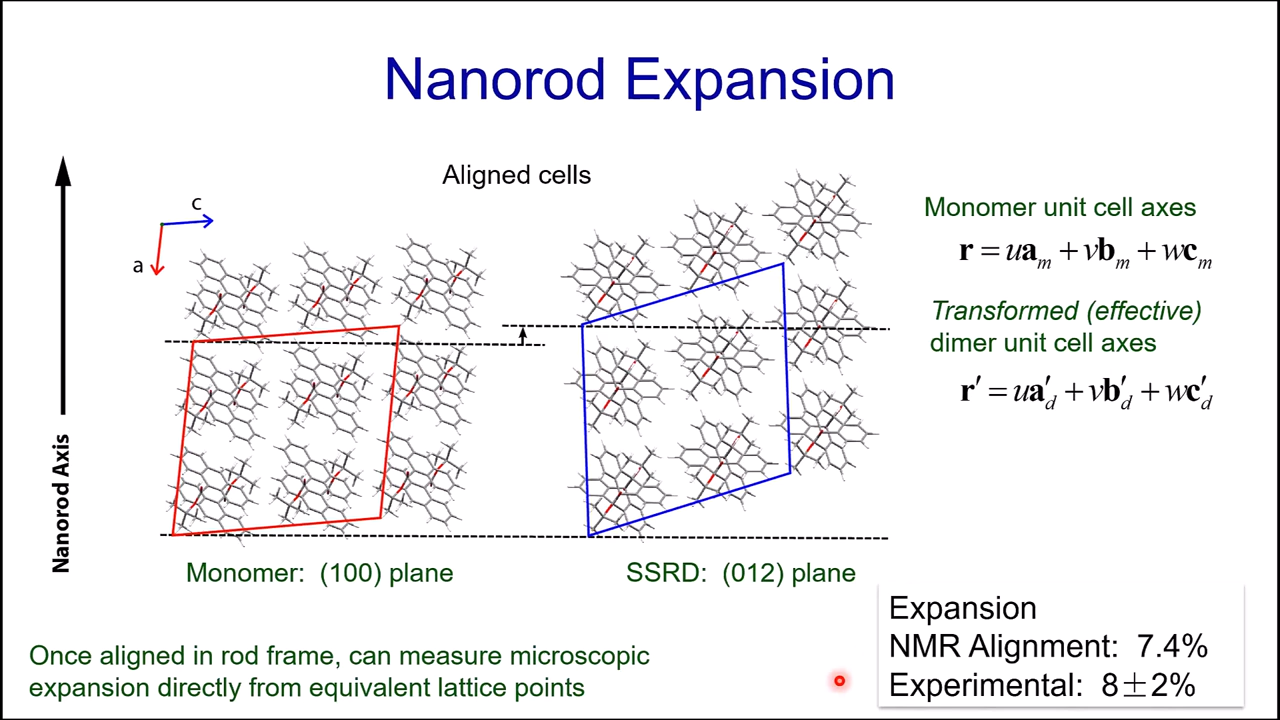 Nanorod Expansion
Aligned cells
c
a
Nanorod Axis
Monomer unit cell axes
r = ua_m + vb_m + wc_m
Transformed (effective)
dimer unit cell axes
r′ = ua′_d + vb′_d + wc′_d
Monomer: (100) plane
SSRD: (012) plane
Once aligned in rod frame, can measure microscopic
expansion directly from equivalent lattice points
Expansion
NMR Alignment: 7.4%
Experimental: 8±2%